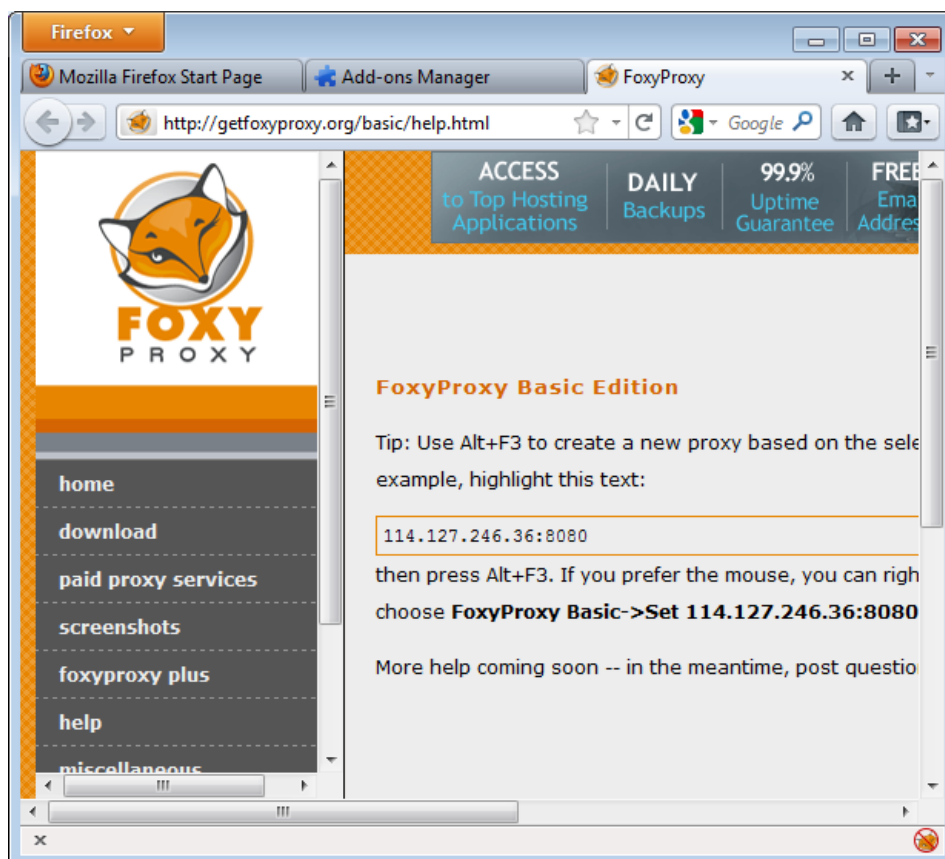 Firefox
Mozilla Firefox Start Page
Add-ons Manager
FoxyProxy
http://getfoxyproxy.org/basic/help.html
Google
FOXY
PROXY
home
download
paid proxy services
screenshots
foxyproxy plus
help
miscellaneous
ACCESS
to Top Hosting
Applications
DAILY
Backups
99.9%
Uptime
Guarantee
FREE
Ema
Addres
FoxyProxy Basic Edition
Tip: Use Alt+F3 to create a new proxy based on the sele
example, highlight this text:
114.127.246.36:8080
then press Alt+F3. If you prefer the mouse, you can righ
choose FoxyProxy Basic->Set 114.127.246.36:8080
More help coming soon -- in the meantime, post questio